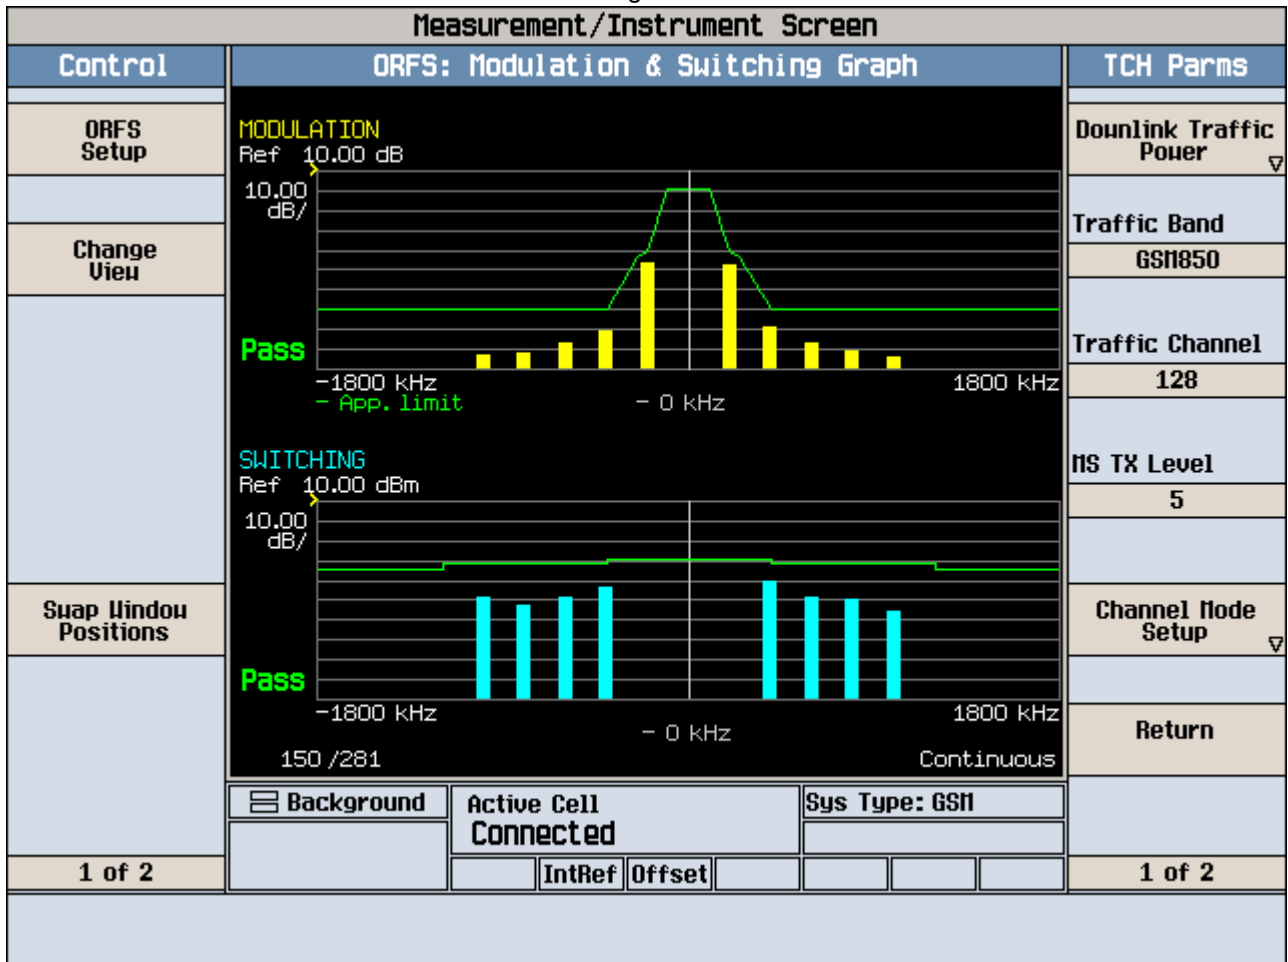 Measurement/Instrument Screen
Control
ORFS: Modulation & Switching Graph
TCH Parms
ORFS
Setup
Change
View
Swap Window
Positions
1 of 2
MODULATION
Ref 10.00 dB
10.00
dB/
Pass
-1800 kHz
1800 kHz
- App. limit
- 0 kHz
SWITCHING
Ref 10.00 dBm
10.00
dB/
Pass
-1800 kHz
1800 kHz
- 0 kHz
150 /281
Continuous
Background
Active Cell
Connected
Sys Type: GSM
IntRef
Offset
Downlink Traffic
Power
Traffic Band
GSM850
Traffic Channel
128
MS TX Level
5
Channel Mode
Setup
Return
1 of 2